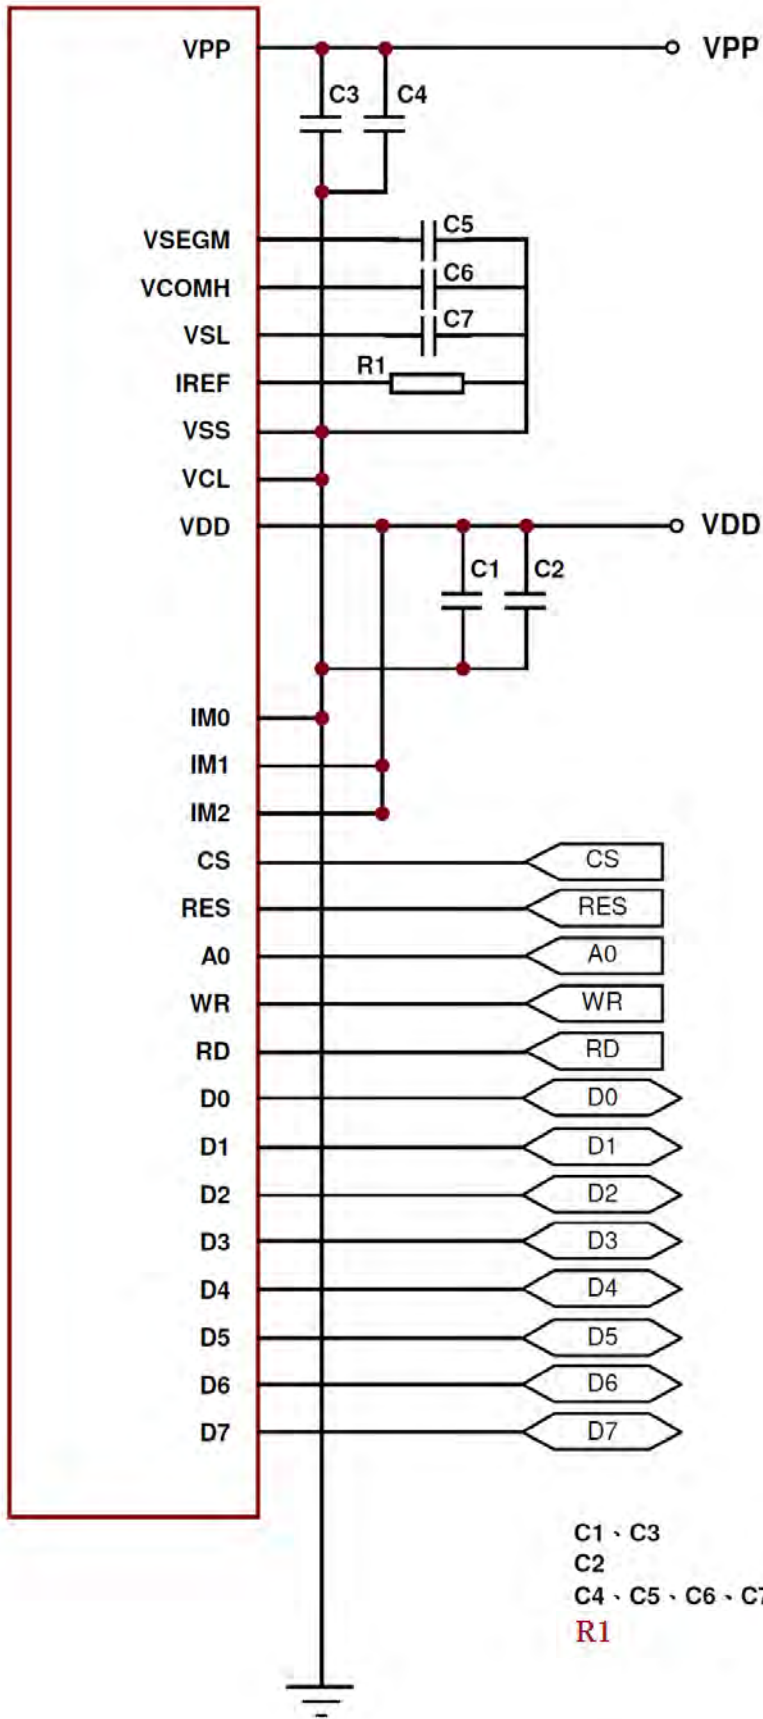 VPP VPP
C3 C4
VSEGM C5
VCOMH C6
VSL C7
IREF R1
VSS
VCL
VDD VDD
C1 C2
IM0
IM1
IM2
CS CS
RES RES
A0 A0
WR WR
RD RD
D0 D0
D1 D1
D2 D2
D3 D3
D4 D4
D5 D5
D6 D6
D7 D7
C1、C3
C2
C4、C5、C6、C7
R1